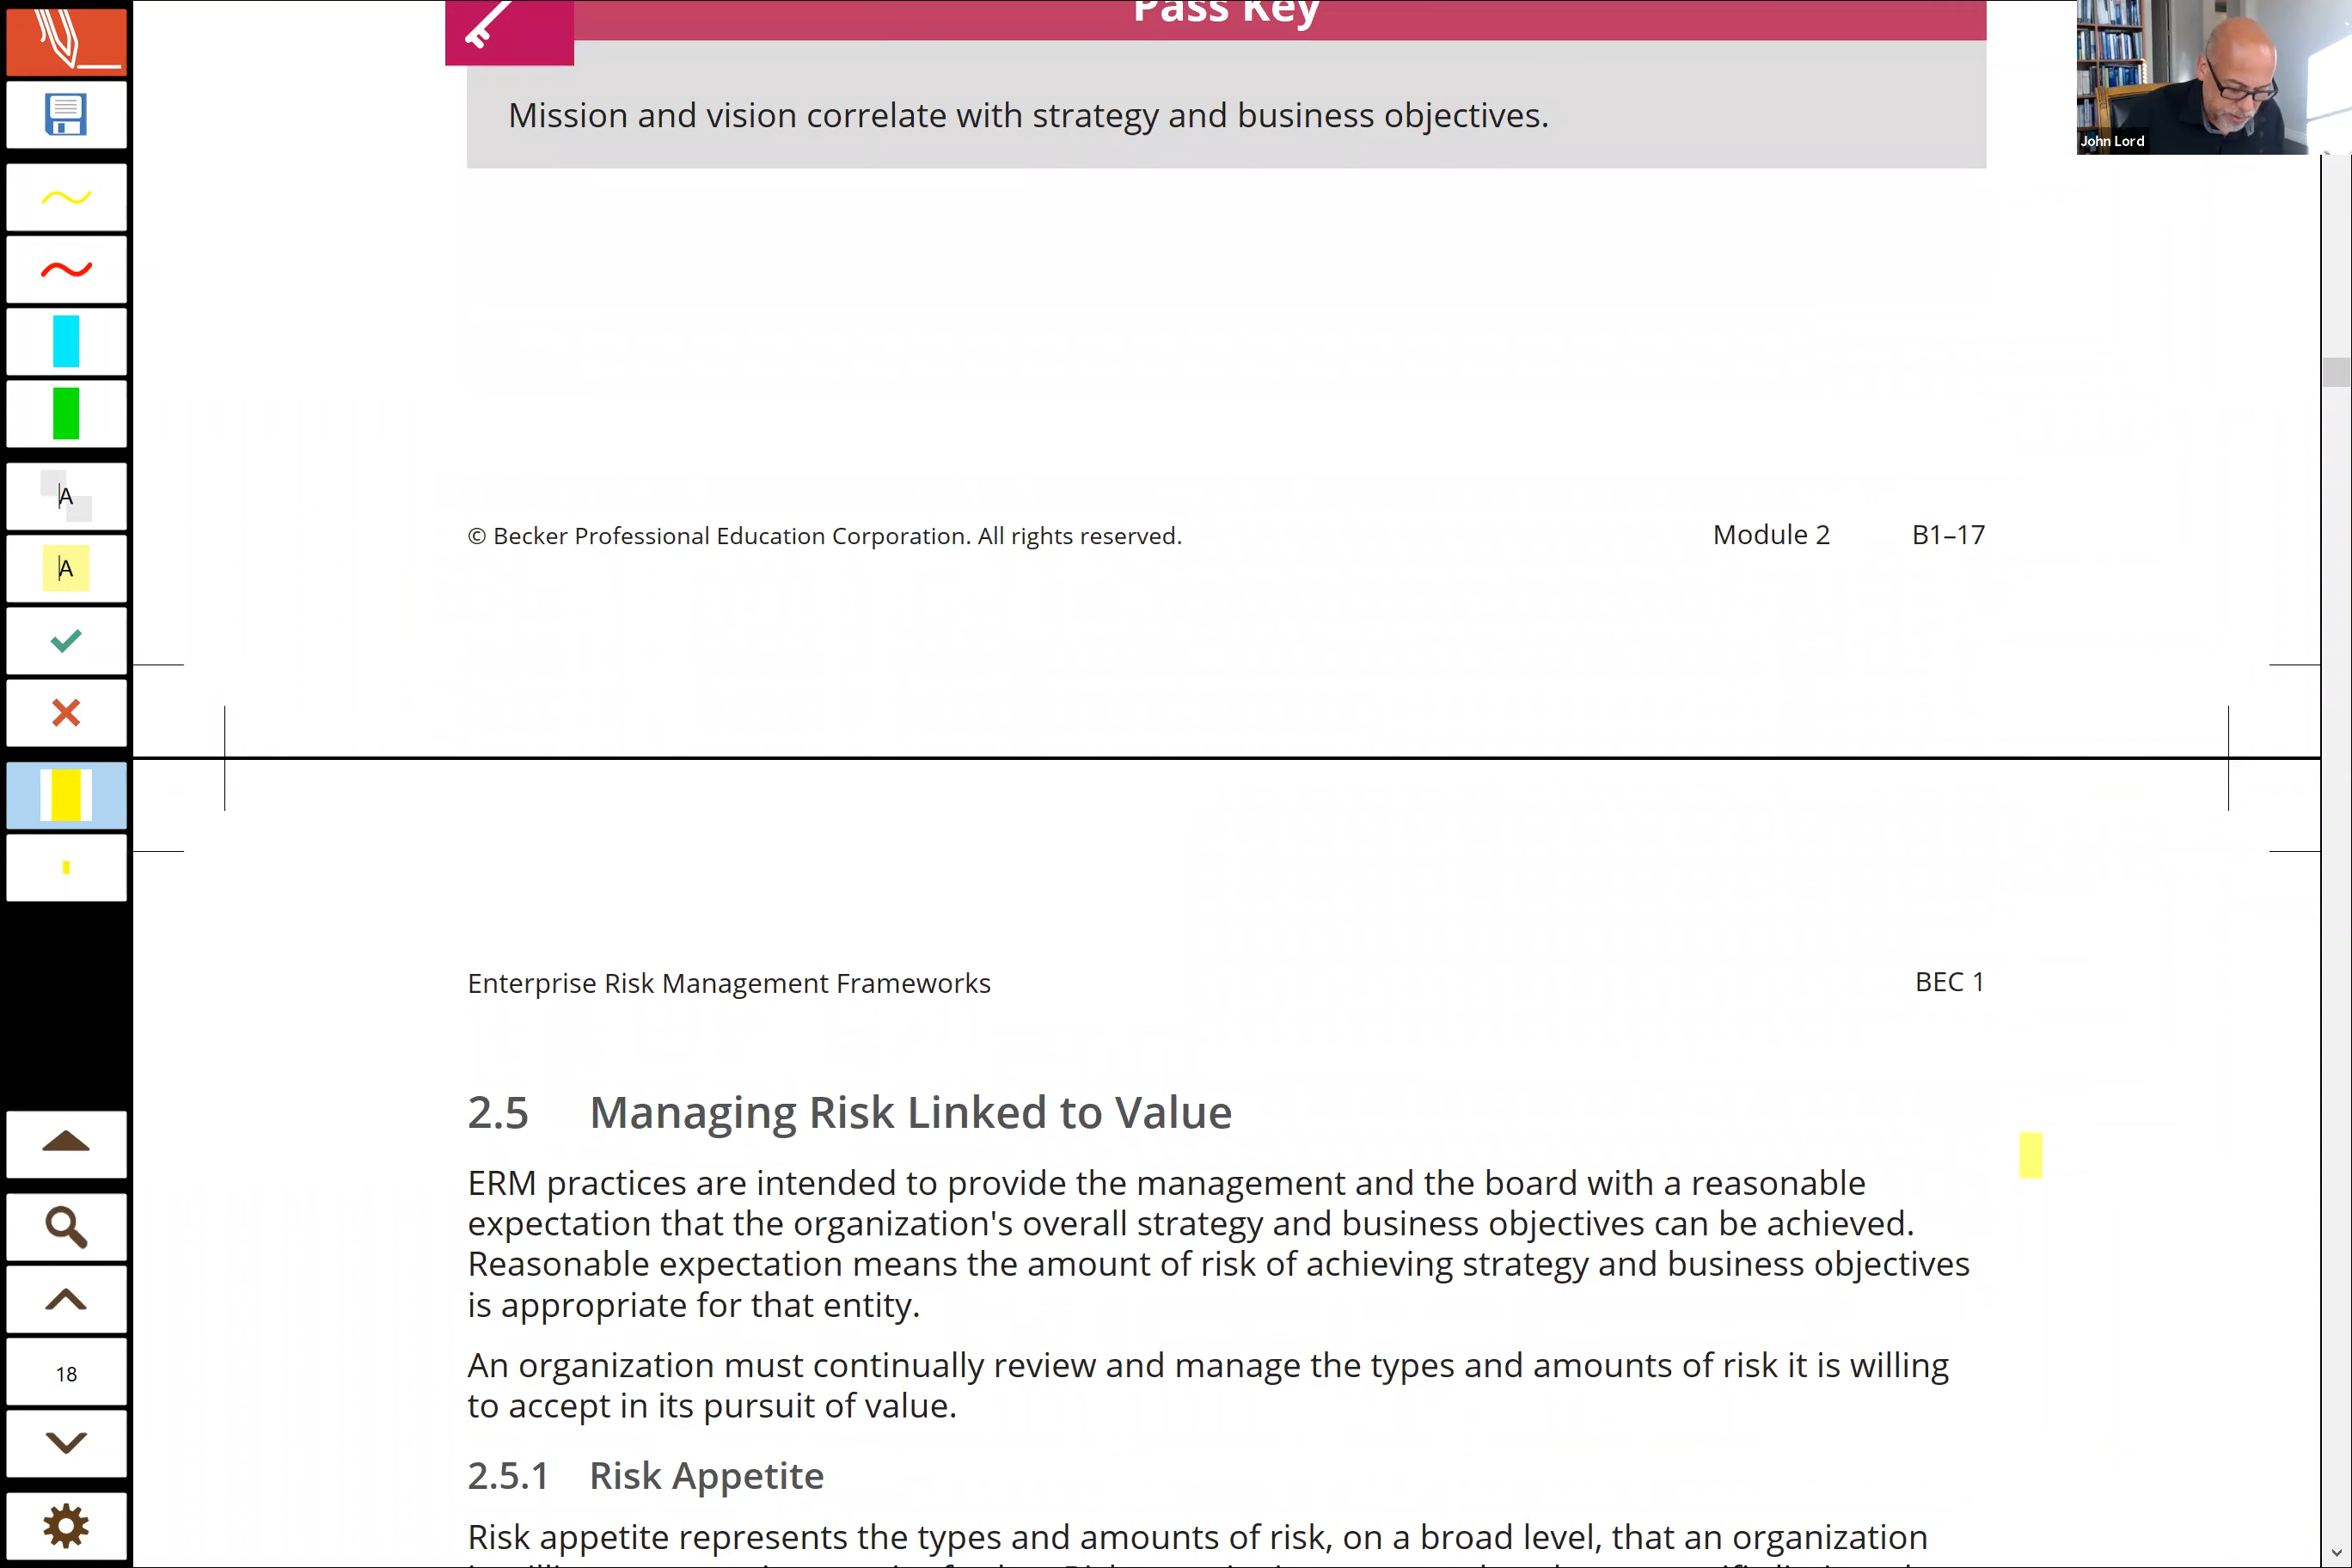 Pass Key
John Lord
Mission and vision correlate with strategy and business objectives.
A
A
© Becker Professional Education Corporation. All rights reserved.
Module 2 B1–17
Enterprise Risk Management Frameworks
BEC 1
2.5 Managing Risk Linked to Value
ERM practices are intended to provide the management and the board with a reasonable
expectation that the organization's overall strategy and business objectives can be achieved.
Reasonable expectation means the amount of risk of achieving strategy and business objectives
is appropriate for that entity.
An organization must continually review and manage the types and amounts of risk it is willing
to accept in its pursuit of value.
18
2.5.1 Risk Appetite
Risk appetite represents the types and amounts of risk, on a broad level, that an organization